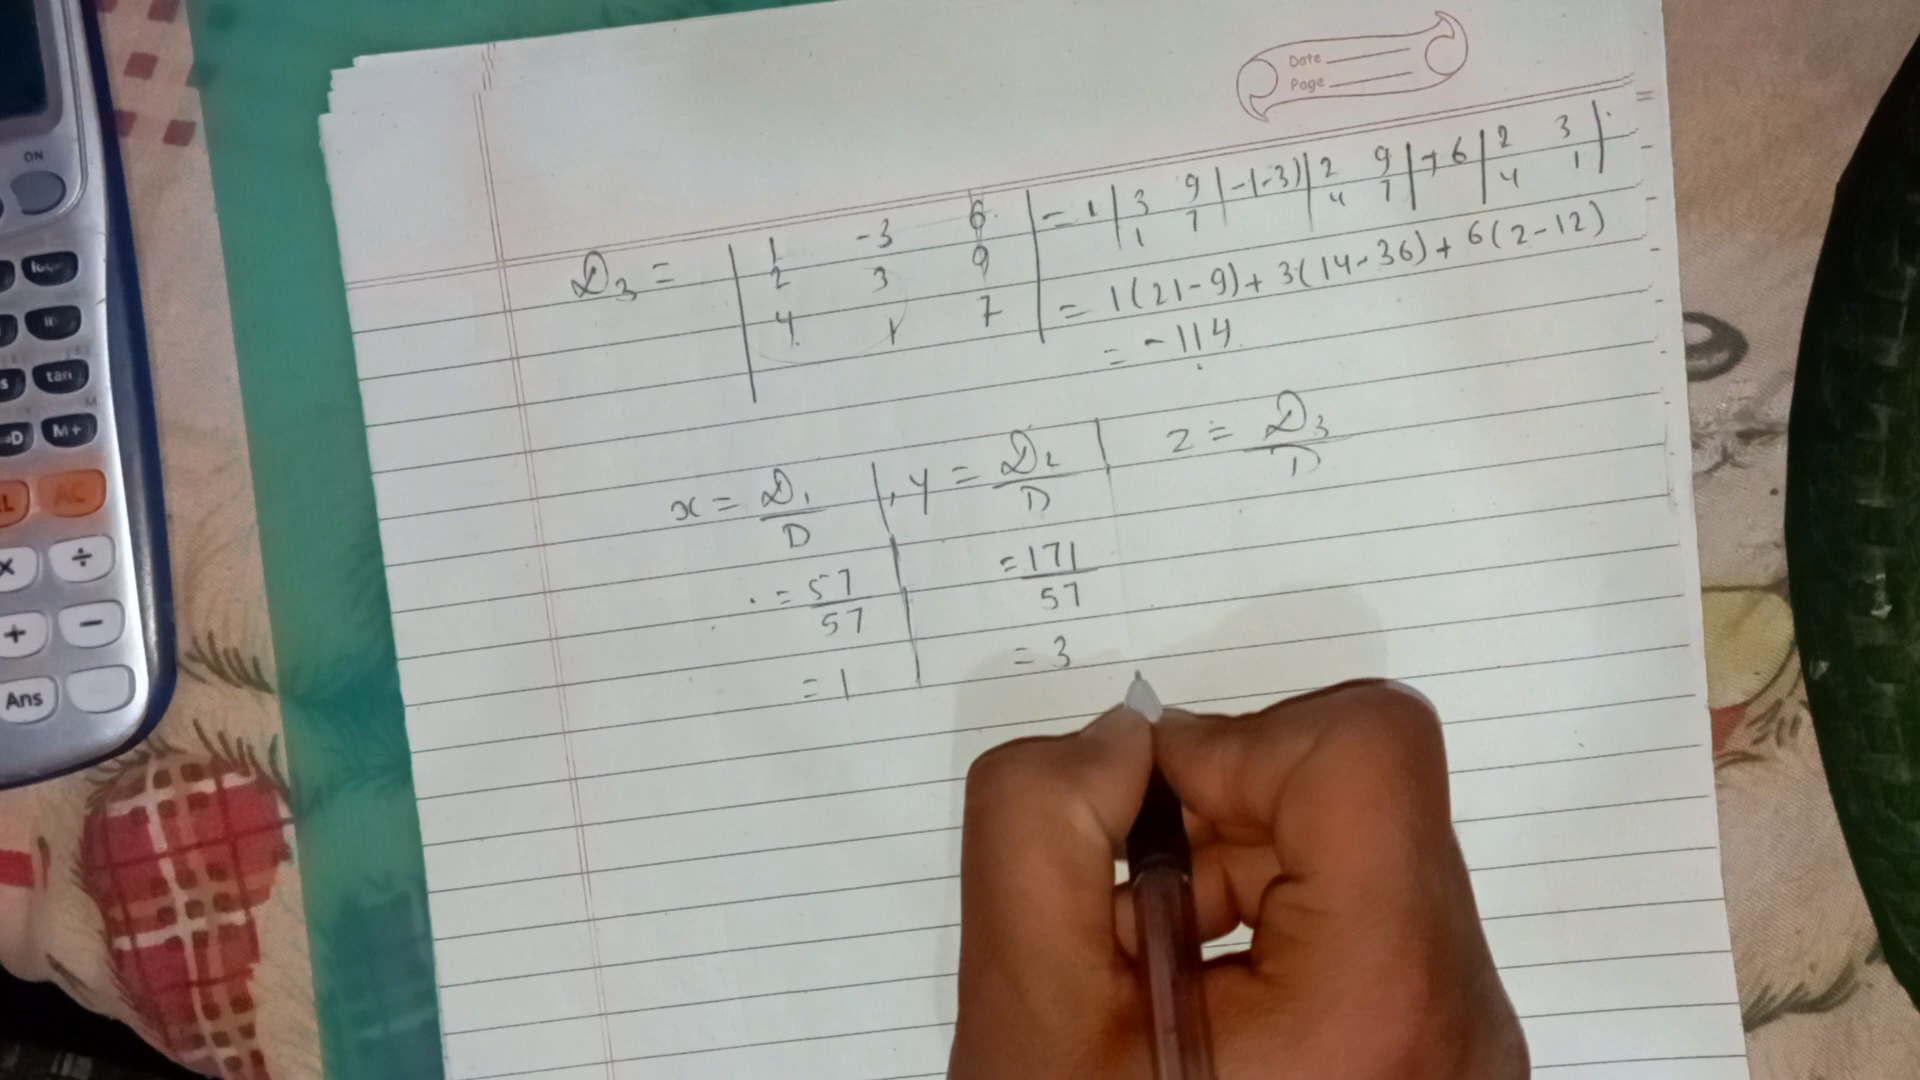 Date
Page
D₃ = | 1 -3 6 | = 1 | 3 9 | -(-3) | 2 9 | + 6 | 2 3 |
| 2 3 9 | | 1 7 | | 4 7 | | 4 1 |
| 4 1 7 |
= 1(21-9) + 3(14-36) + 6(2-12)
= -114
x = D₁/D , y = D₂/D z = D₃/D
= 57/57 = 171/57
= 1 = 3
ON
log
ln
tan
M
M+
AC
× ÷
+ −
Ans